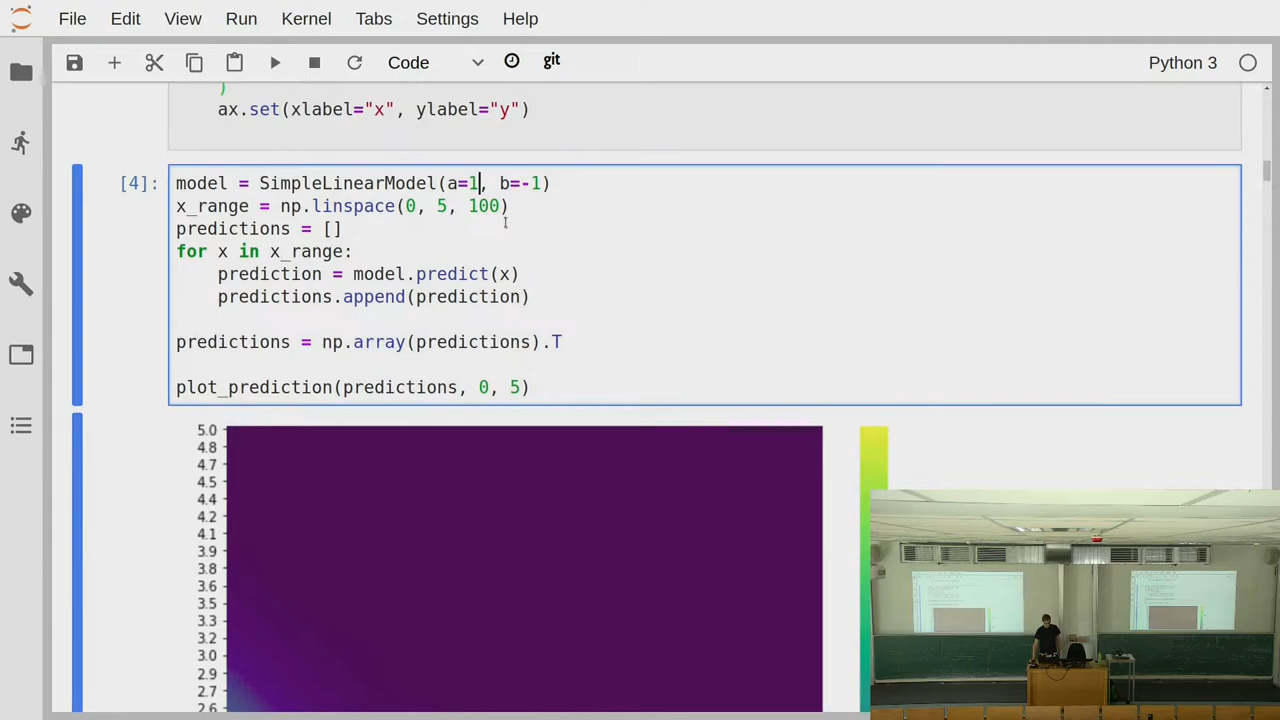 File Edit View Run Kernel Tabs Settings Help
Code git Python 3
)
ax.set(xlabel="x", ylabel="y")
[4]: model = SimpleLinearModel(a=1, b=-1)
x_range = np.linspace(0, 5, 100)
predictions = []
for x in x_range:
prediction = model.predict(x)
predictions.append(prediction)
predictions = np.array(predictions).T
plot_prediction(predictions, 0, 5)
5.0
4.8
4.7
4.5
4.4
4.2
4.1
3.9
3.8
3.6
3.5
3.3
3.2
3.0
2.9
2.7
2.6